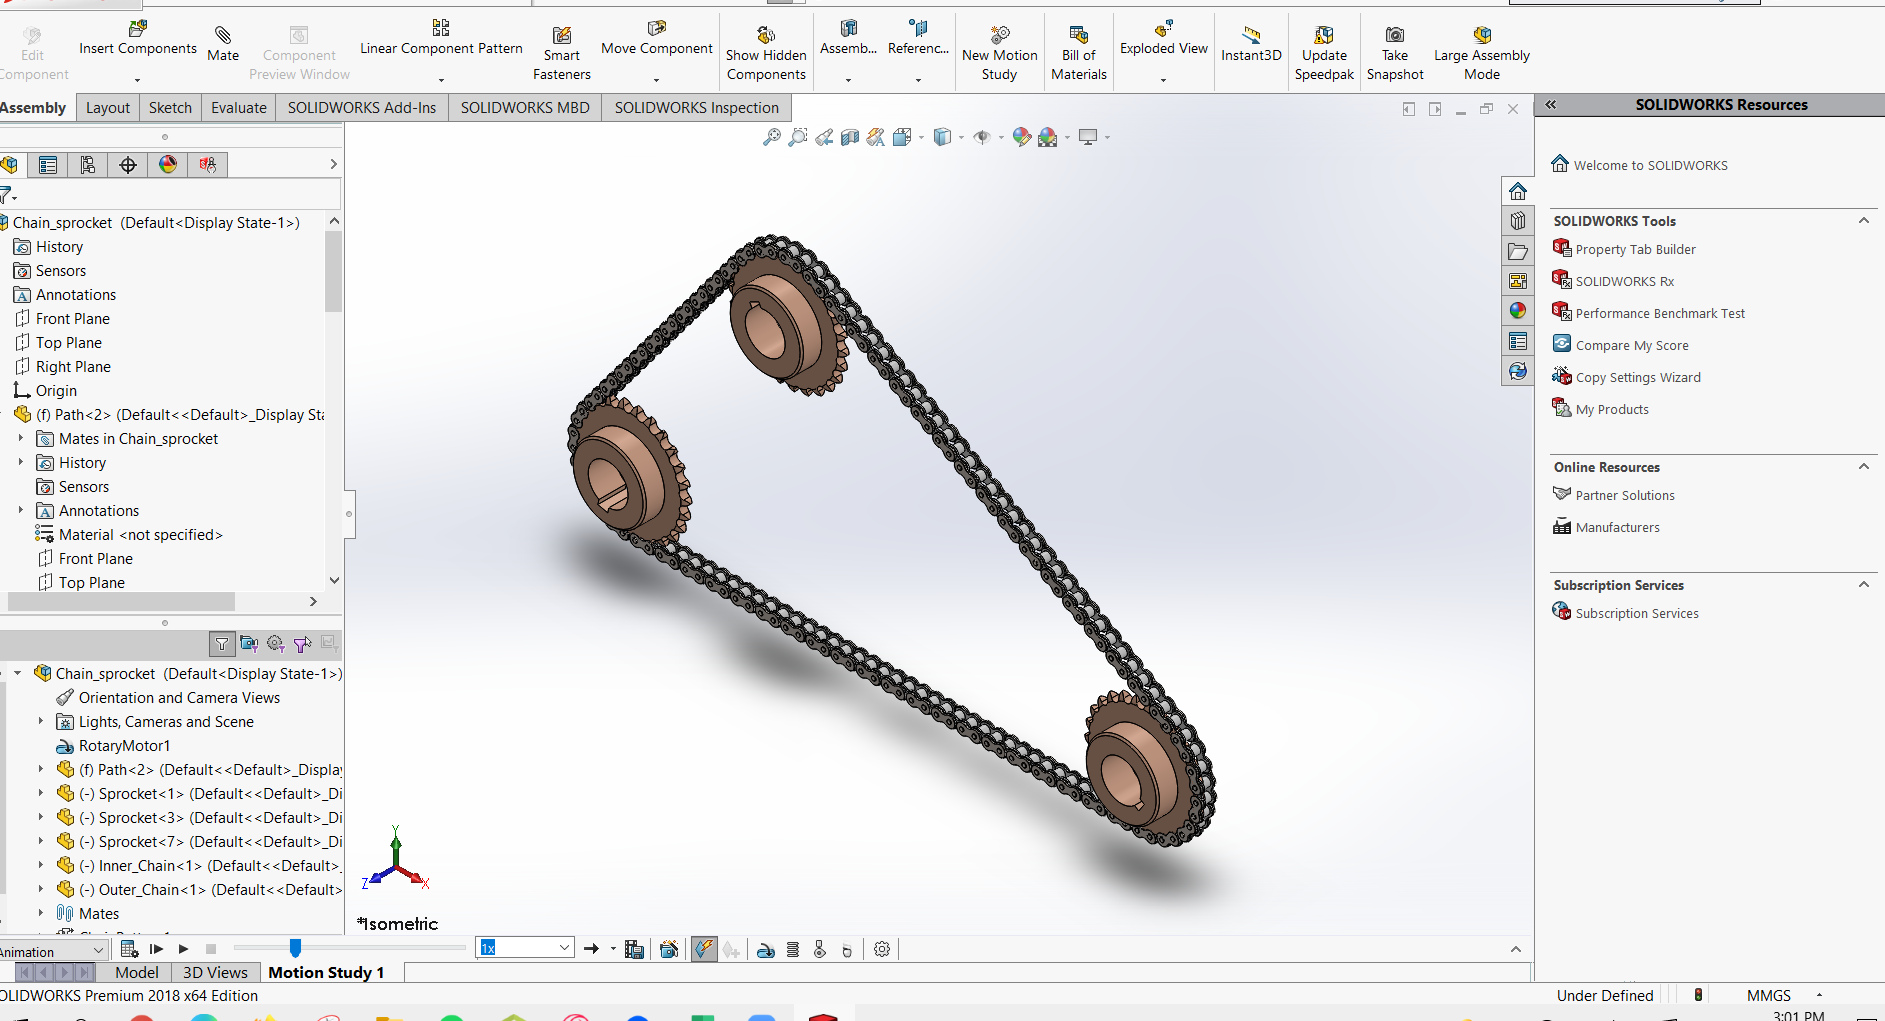 Edit
Component
Insert Components
Mate
Component
Preview Window
Linear Component Pattern
Smart
Fasteners
Move Component
Show Hidden
Components
Assemb...
Referenc...
New Motion
Study
Bill of
Materials
Exploded View
Instant3D
Update
Speedpak
Take
Snapshot
Large Assembly
Mode
Assembly
Layout
Sketch
Evaluate
SOLIDWORKS Add-Ins
SOLIDWORKS MBD
SOLIDWORKS Inspection
Chain_sprocket (Default<Display State-1>)
History
Sensors
Annotations
Front Plane
Top Plane
Right Plane
Origin
(f) Path<2> (Default<<Default>_Display Sta
Mates in Chain_sprocket
History
Sensors
Annotations
Material <not specified>
Front Plane
Top Plane
Chain_sprocket (Default<Display State-1>)
Orientation and Camera Views
Lights, Cameras and Scene
RotaryMotor1
(f) Path<2> (Default<<Default>_Display
(-) Sprocket<1> (Default<<Default>_Di
(-) Sprocket<3> (Default<<Default>_Di
(-) Sprocket<7> (Default<<Default>_Di
(-) Inner_Chain<1> (Default<<Default>_
(-) Outer_Chain<1> (Default<<Default>
Mates
Y
Z
X
*Isometric
SOLIDWORKS Resources
Welcome to SOLIDWORKS
SOLIDWORKS Tools
Property Tab Builder
SOLIDWORKS Rx
Performance Benchmark Test
Compare My Score
Copy Settings Wizard
My Products
Online Resources
Partner Solutions
Manufacturers
Subscription Services
Subscription Services
Animation
1x
Model
3D Views
Motion Study 1
OLIDWORKS Premium 2018 x64 Edition
Under Defined
MMGS
3:01 PM